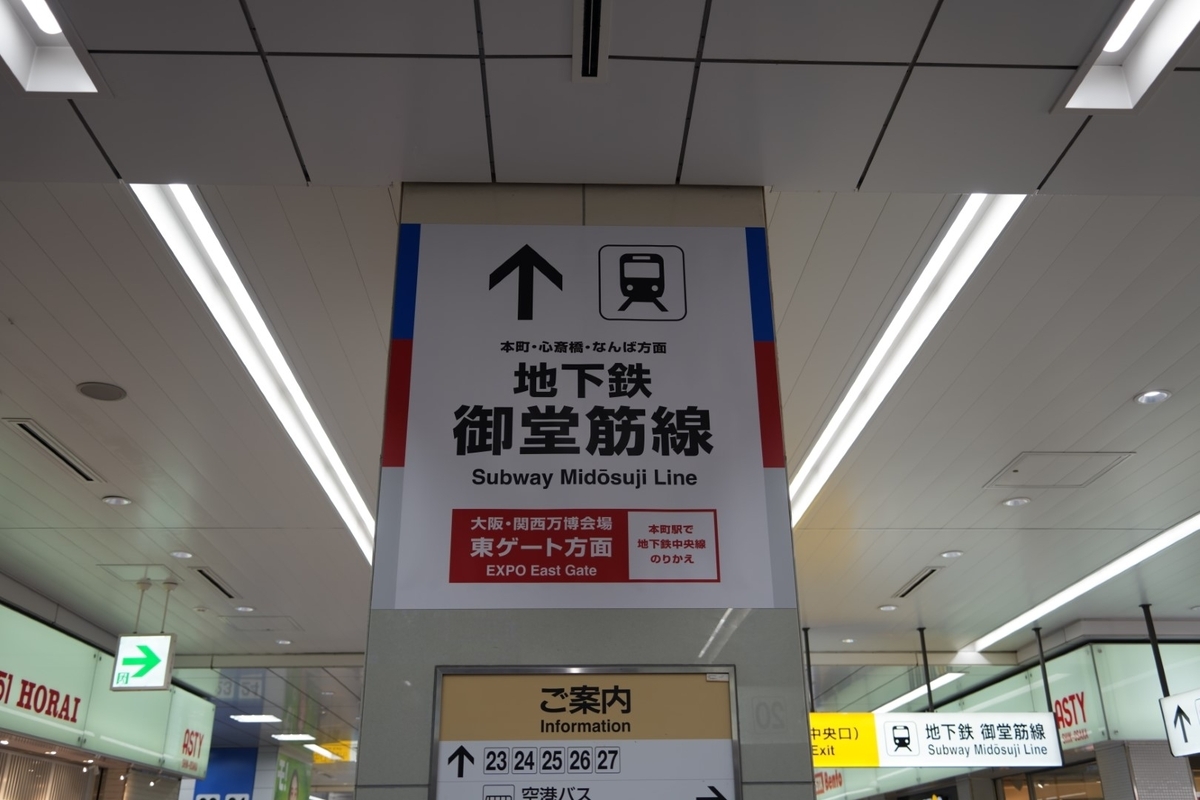 本町・心斎橋・なんば方面
地下鉄
御堂筋線
Subway Midōsuji Line
大阪・関西万博会場
東ゲート方面
EXPO East Gate
本町駅で
地下鉄中央線
のりかえ
ご案内
Information
23 24 25 26 27
空港バス
51 HORAI
ASTY
中央口)
Exit
地下鉄 御堂筋線
Subway Midōsuji Line
ASTY
Bento